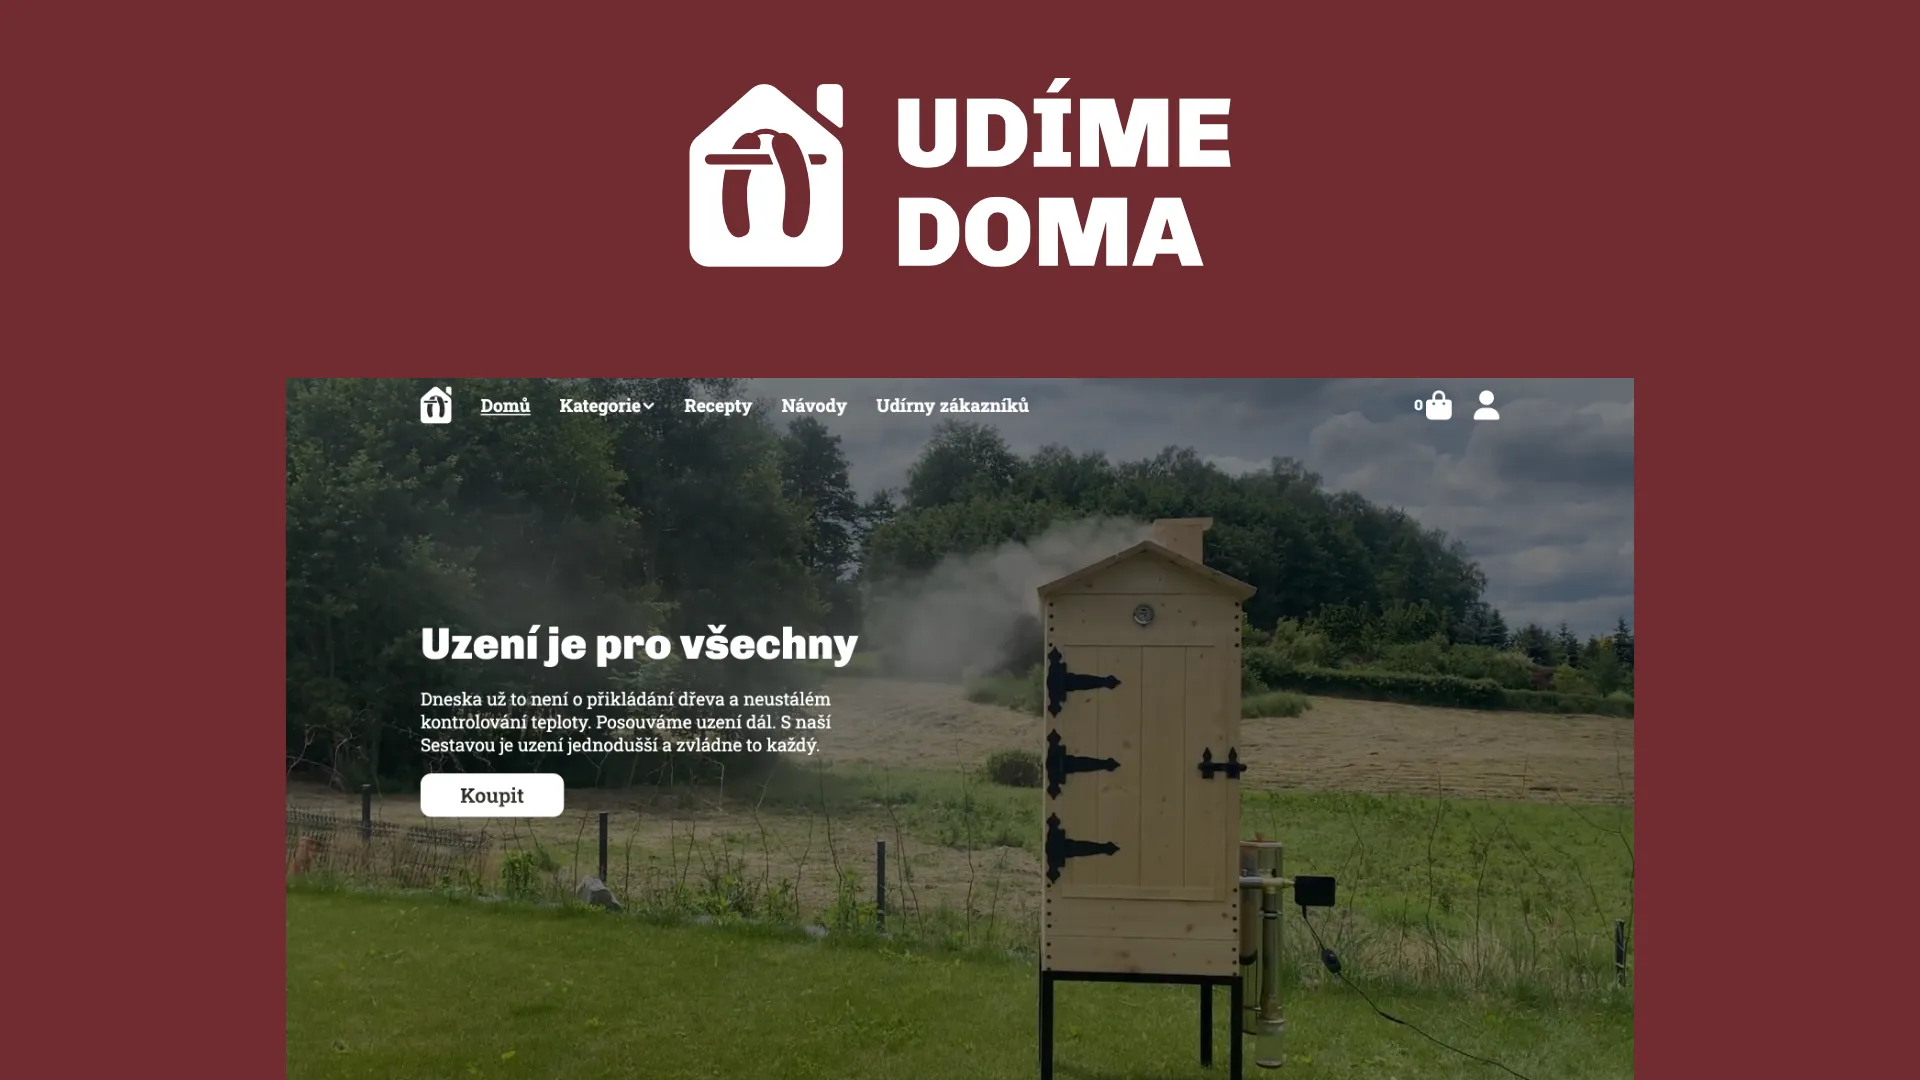 UDÍME
DOMA
Domů Kategorie Recepty Návody Udírny zákazníků 0
Uzení je pro všechny
Dneska už to není o přikládání dřeva a neustálém
kontrolování teploty. Posouváme uzení dál. S naší
Sestavou je uzení jednodušší a zvládne to každý.
Koupit